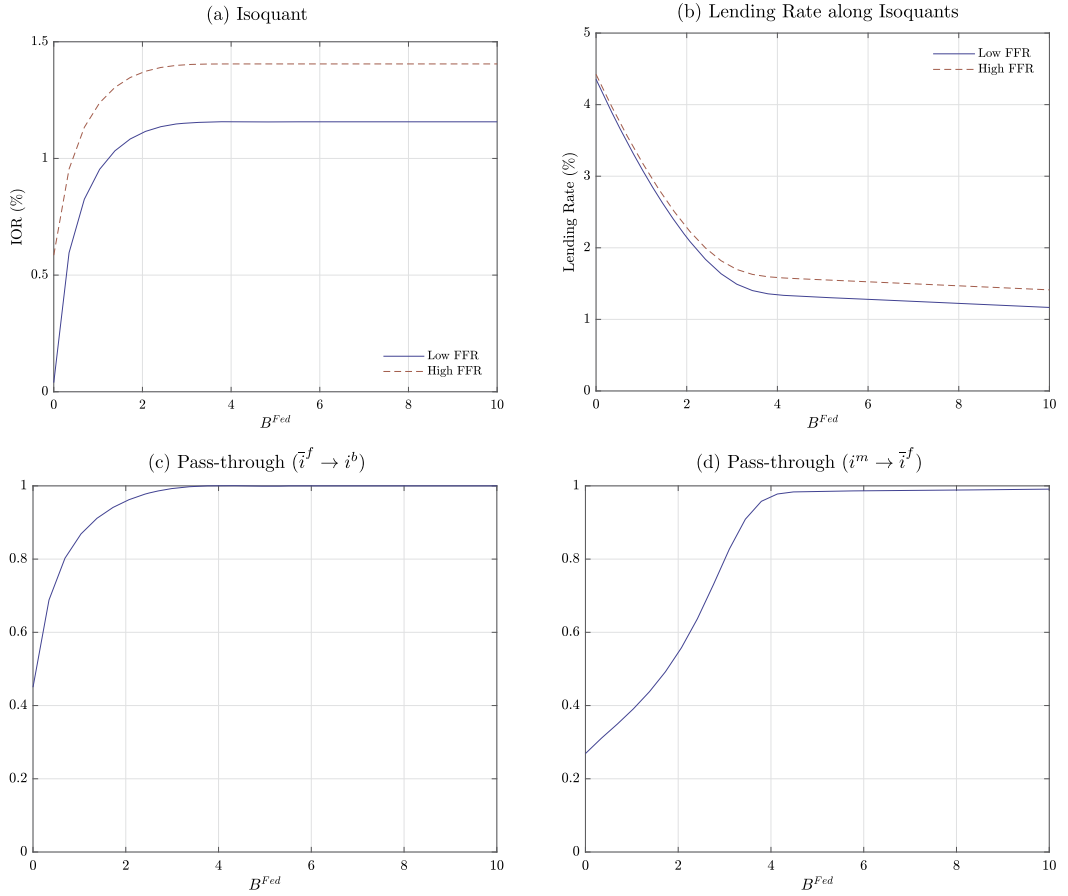 (a) Isoquant
1.5
1
0.5
0
IOR (%)
0 2 4 6 8 10
B^{Fed}
Low FFR
High FFR
(b) Lending Rate along Isoquants
5
4
3
2
1
0
Lending Rate (%)
0 2 4 6 8 10
B^{Fed}
Low FFR
High FFR
(c) Pass-through (\bar{i}^f → i^b)
1
0.8
0.6
0.4
0.2
0
0 2 4 6 8 10
B^{Fed}
(d) Pass-through (i^m → \bar{i}^f)
1
0.8
0.6
0.4
0.2
0
0 2 4 6 8 10
B^{Fed}